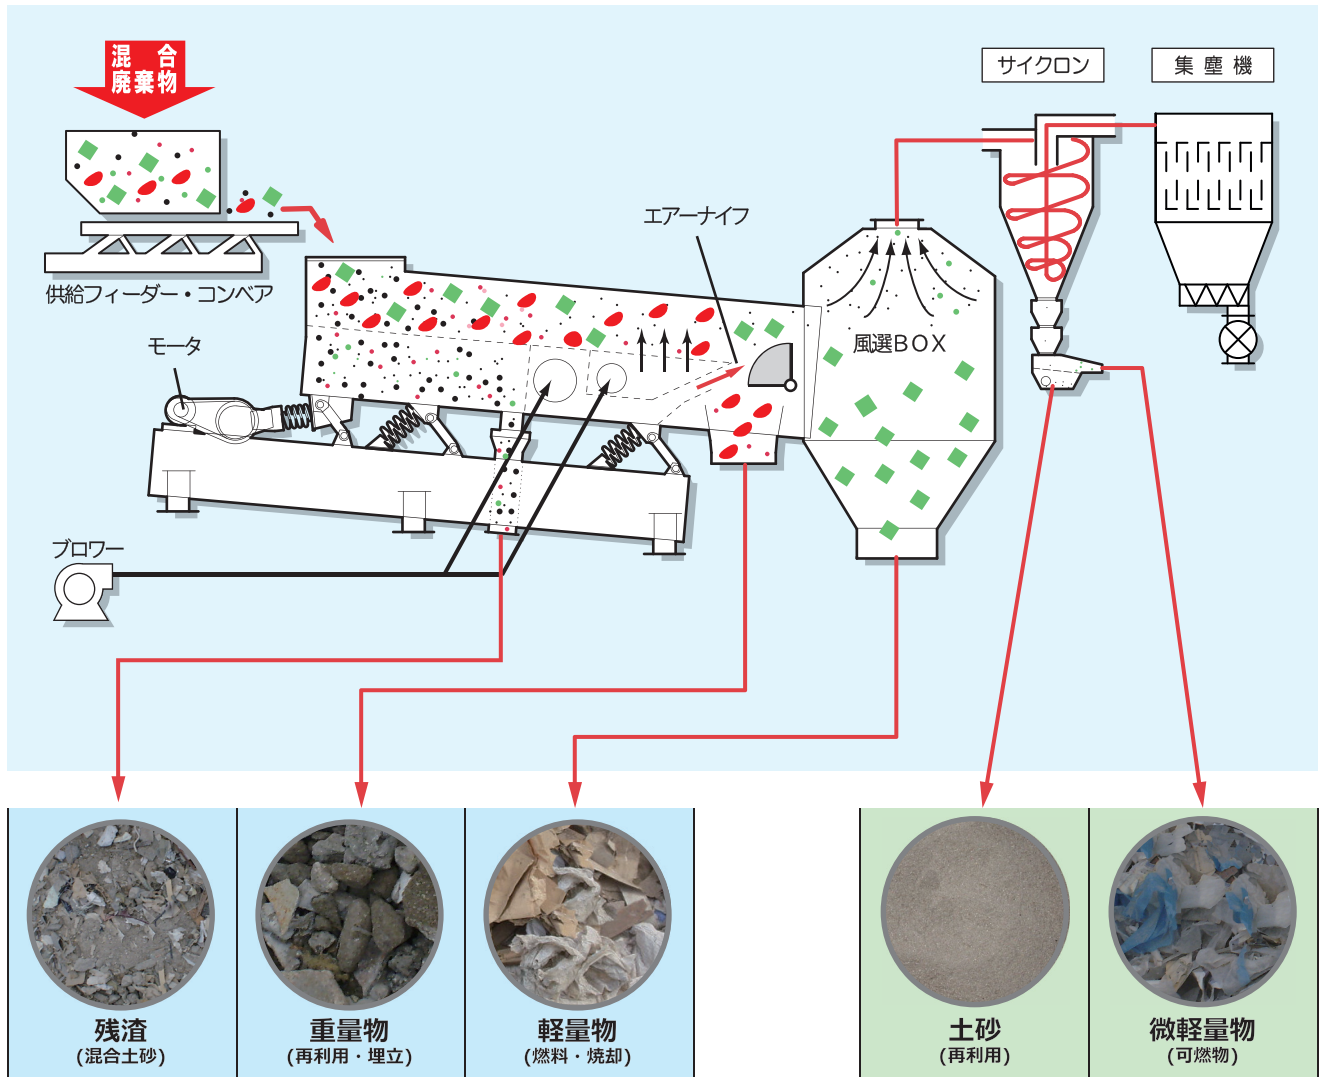 混 合
廃棄物
サイクロン
集 塵 機
エアーナイフ
供給フィーダー・コンベア
モータ
風選BOX
ブロワー
残渣
(混合土砂)
重量物
(再利用・埋立)
軽量物
(燃料・焼却)
土砂
(再利用)
微軽量物
(可燃物)